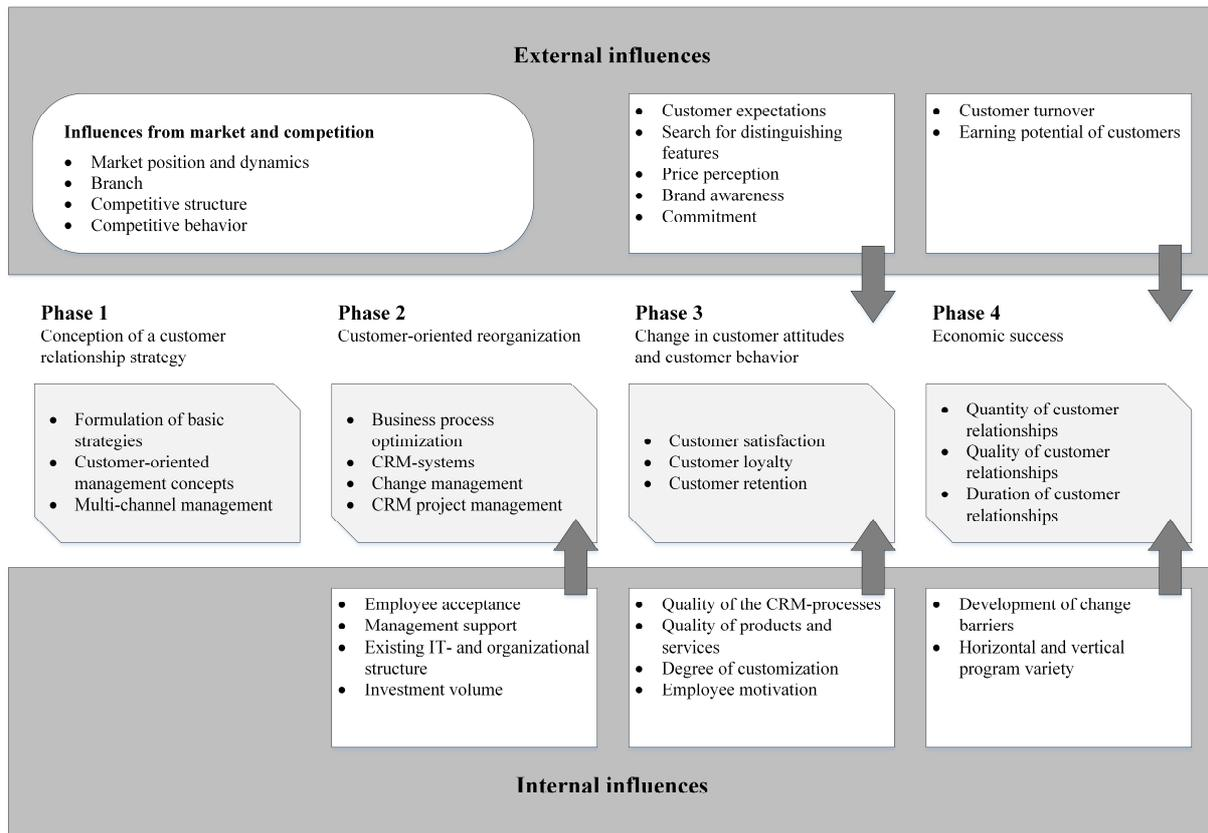 External influences
Influences from market and competition
• Market position and dynamics
• Branch
• Competitive structure
• Competitive behavior
• Customer expectations
• Search for distinguishing
features
• Price perception
• Brand awareness
• Commitment
• Customer turnover
• Earning potential of customers
Phase 1
Conception of a customer
relationship strategy
Phase 2
Customer-oriented reorganization
Phase 3
Change in customer attitudes
and customer behavior
Phase 4
Economic success
• Formulation of basic
strategies
• Customer-oriented
management concepts
• Multi-channel management
• Business process
optimization
• CRM-systems
• Change management
• CRM project management
• Customer satisfaction
• Customer loyalty
• Customer retention
• Quantity of customer
relationships
• Quality of customer
relationships
• Duration of customer
relationships
• Employee acceptance
• Management support
• Existing IT- and organizational
structure
• Investment volume
• Quality of the CRM-processes
• Quality of products and
services
• Degree of customization
• Employee motivation
• Development of change
barriers
• Horizontal and vertical
program variety
Internal influences